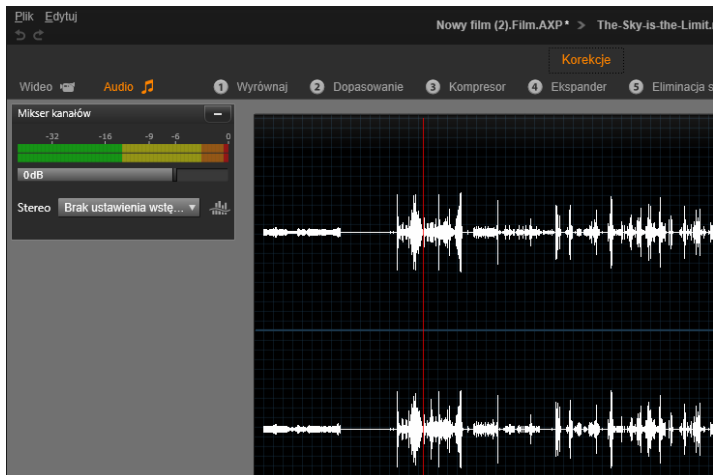 Plik Edytuj
Nowy film (2).Film.AXP* > The-Sky-is-the-Limit.
Korekcje
Wideo Audio 1 Wyrównaj 2 Dopasowanie 3 Kompresor 4 Ekspander 5 Eliminacja s
Mikser kanałów
-32 -16 -9 -6 0
0dB
Stereo Brak ustawienia wstę...